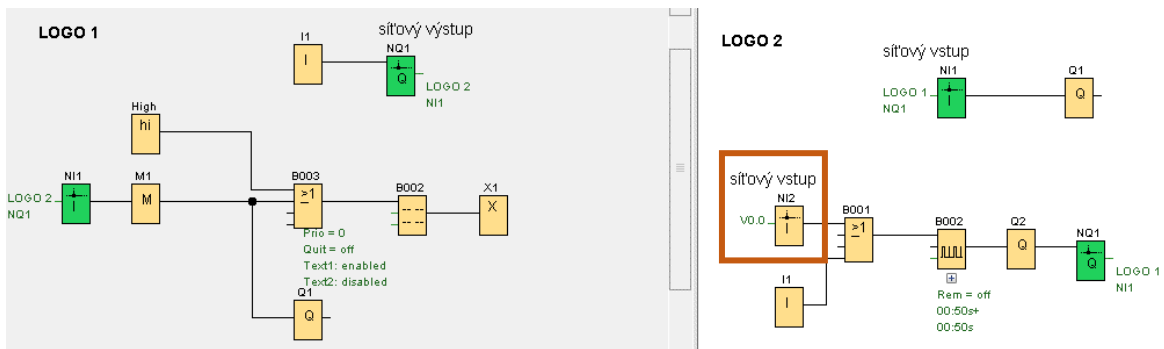 LOGO 1
síťový výstup
I1
I
NQ1
Q
LOGO 2
NI1
High
hi
NI1
LOGO 2
NQ1
I
M1
M
B003
≥1
Prio = 0
Quit = off
Text1: enabled
Text2: disabled
B002
X1
X
Q1
Q
LOGO 2
síťový vstup
NI1
LOGO 1
NQ1
I
Q1
Q
síťový vstup
NI2
V0.0
I
B001
≥1
I1
I
B002
Rem = off
00:50s+
00:50s
Q2
Q
NQ1
Q
LOGO 1
NI1